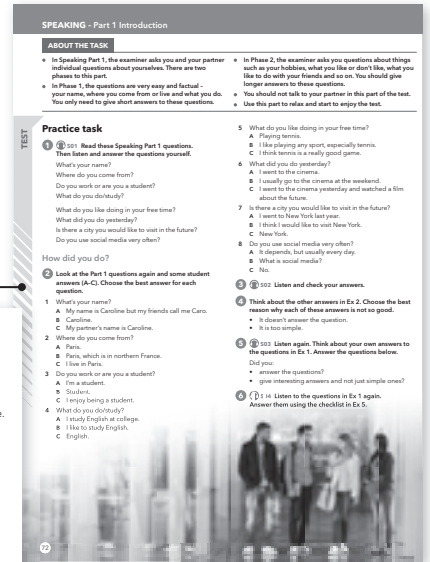 SPEAKING – Part 1 Introduction
ABOUT THE TASK
• In Speaking Part 1, the examiner asks you and your partner
individual questions about yourselves. There are two
phases to this part.
• In Phase 1, the questions are very easy and factual –
your name, where you come from or live and what you do.
You only need to give short answers to these questions.
• In Phase 2, the examiner asks you questions about things
such as your hobbies, what you like or don't like, what you
like to do with your friends and so on. You should give
longer answers to these questions.
• You should not talk to your partner in this part of the test.
• Use this part to relax and start to enjoy the test.
TEST
Practice task
1 S01 Read these Speaking Part 1 questions.
Then listen and answer the questions yourself.
What's your name?
Where do you come from?
Do you work or are you a student?
What do you do/study?
What do you like doing in your free time?
What did you do yesterday?
Is there a city you would like to visit in the future?
Do you use social media very often?
How did you do?
2 Look at the Part 1 questions again and some student
answers (A–C). Choose the best answer for each
question.
1 What's your name?
A My name is Caroline but my friends call me Caro.
B Caroline.
C My partner's name is Caroline.
2 Where do you come from?
A Paris.
B Paris, which is in northern France.
C I live in Paris.
3 Do you work or are you a student?
A I'm a student.
B Student.
C I enjoy being a student.
4 What do you do/study?
A I study English at college.
B I like to study English.
C English.
5 What do you like doing in your free time?
A Playing tennis.
B I like playing any sport, especially tennis.
C I think tennis is a really good game.
6 What did you do yesterday?
A I went to the cinema.
B I usually go to the cinema at the weekend.
C I went to the cinema yesterday and watched a film
about the future.
7 Is there a city you would like to visit in the future?
A I went to New York last year.
B I think I would like to visit New York.
C New York.
8 Do you use social media very often?
A It depends, but usually every day.
B What is social media?
C No.
3 S02 Listen and check your answers.
4 Think about the other answers in Ex 2. Choose the best
reason why each of these answers is not so good.
• It doesn't answer the question.
• It is too simple.
5 S03 Listen again. Think about your own answers to
the questions in Ex 1. Answer the questions below.
Did you:
• answer the questions?
• give interesting answers and not just simple ones?
6 Listen to the questions in Ex 1 again.
Answer them using the checklist in Ex 5.
72